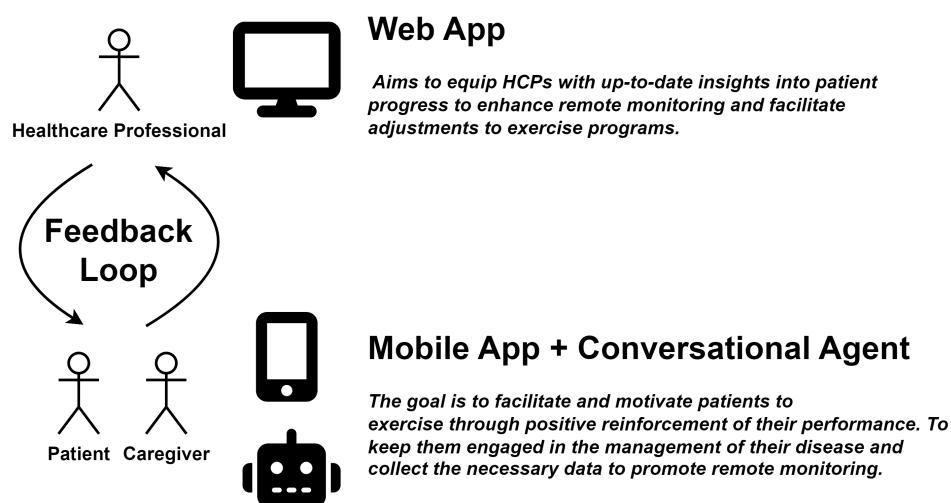 Web App
Aims to equip HCPs with up-to-date insights into patient
progress to enhance remote monitoring and facilitate
adjustments to exercise programs.
Healthcare Professional
Feedback
Loop
Mobile App + Conversational Agent
The goal is to facilitate and motivate patients to
exercise through positive reinforcement of their performance. To
keep them engaged in the management of their disease and
collect the necessary data to promote remote monitoring.
Patient
Caregiver